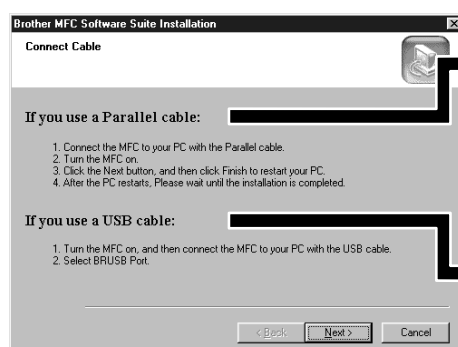 Brother MFC Software Suite Installation
Connect Cable
If you use a Parallel cable:
1. Connect the MFC to your PC with the Parallel cable.
2. Turn the MFC on.
3. Click the Next button, and then click Finish to restart your PC.
4. After the PC restarts, Please wait until the installation is completed.
If you use a USB cable:
1. Turn the MFC on, and then connect the MFC to your PC with the USB cable.
2. Select BRUSB Port.
< Back Next > Cancel